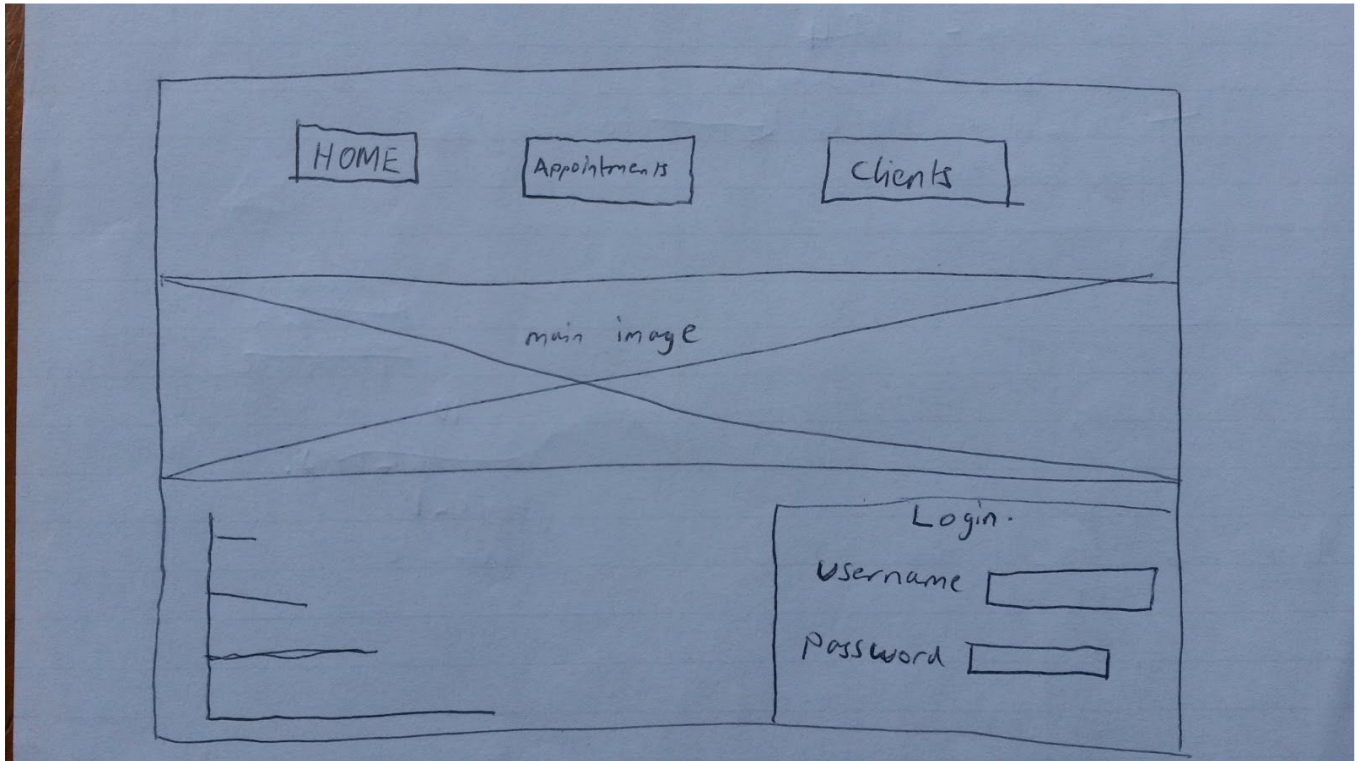 HOME
Appointments
Clients
main image
Login.
Username
Password